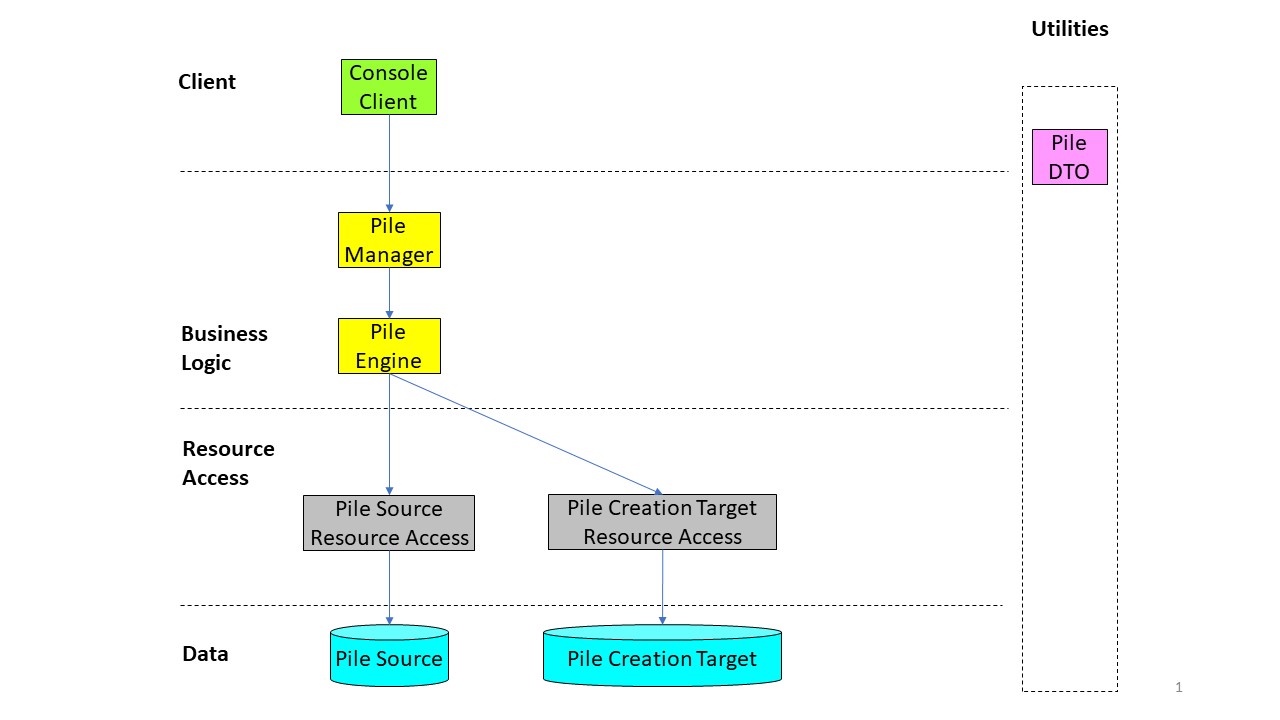 Utilities
Client
Console
Client
Pile
DTO
Pile
Manager
Business
Logic
Pile
Engine
Resource
Access
Pile Source
Resource Access
Pile Creation Target
Resource Access
Data
Pile Source
Pile Creation Target
1